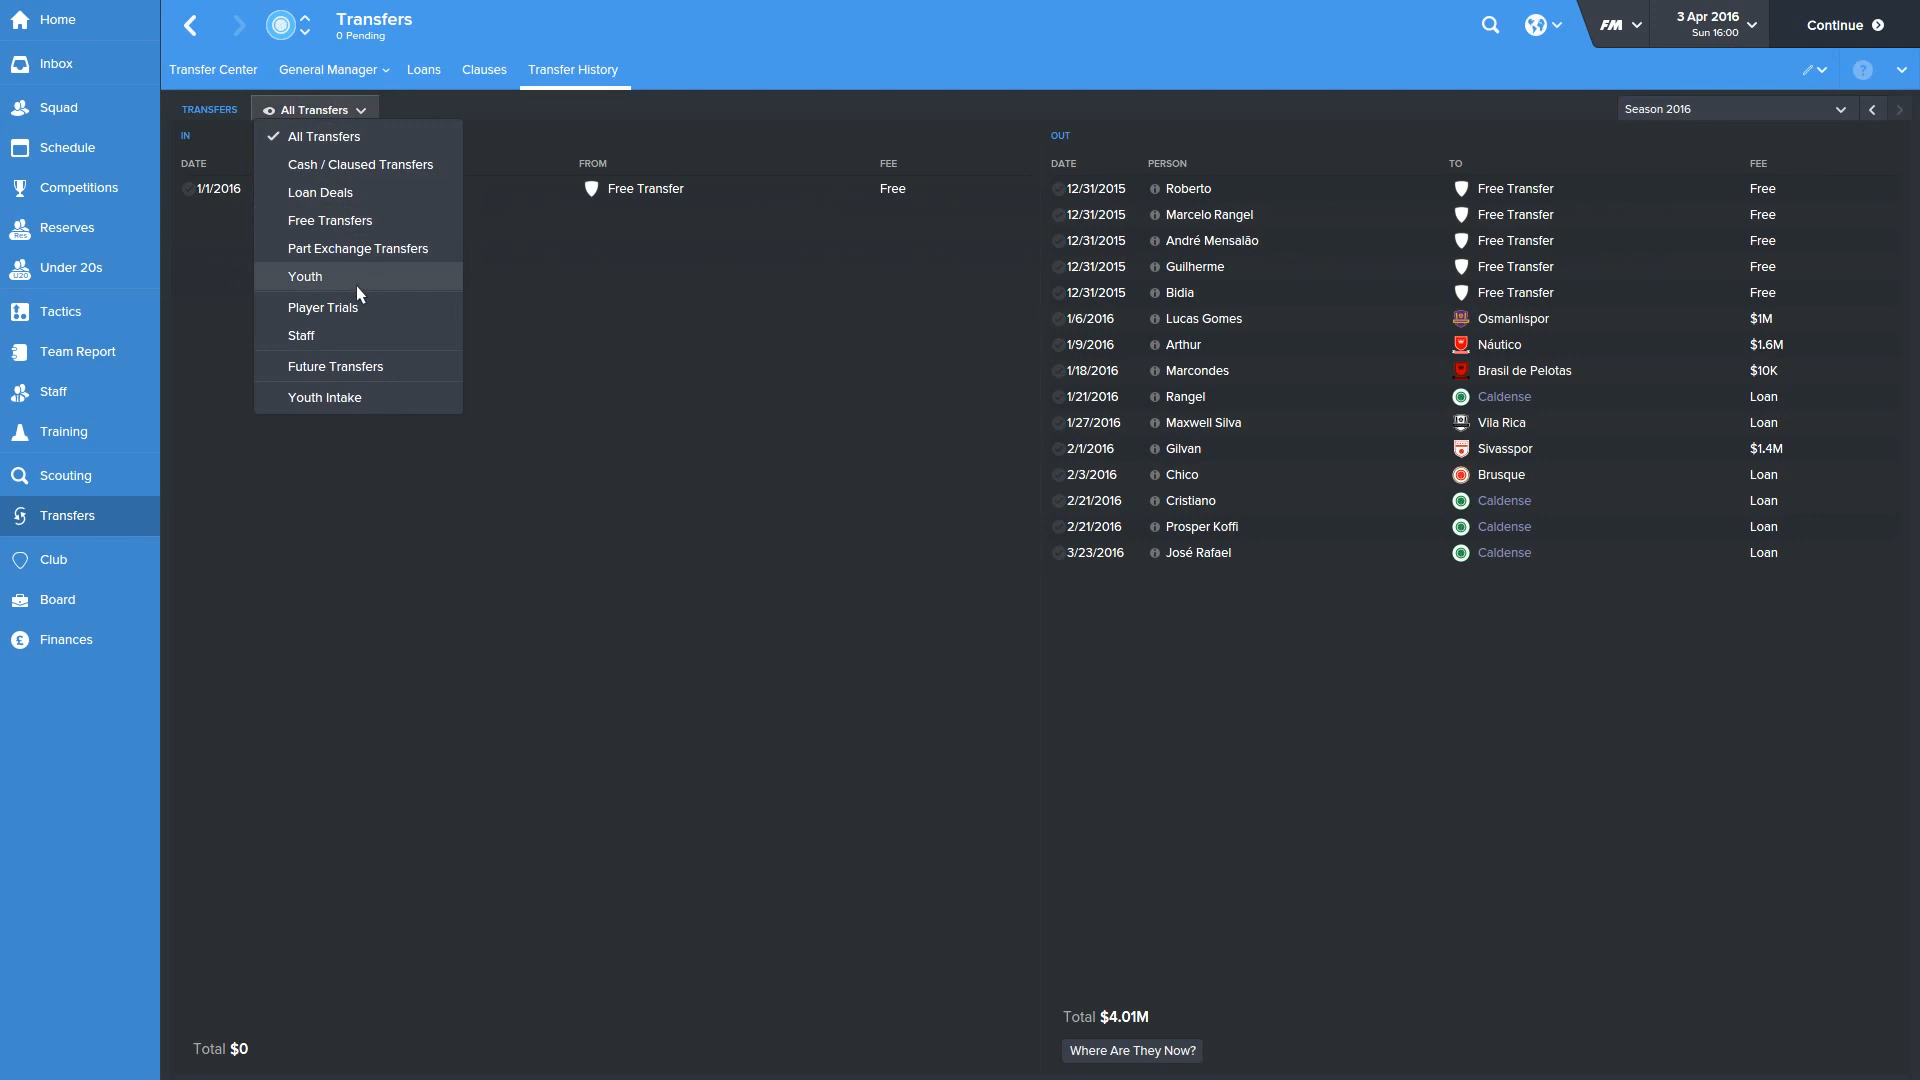 Home
Inbox
Squad
Schedule
Competitions
Reserves
Res
Under 20s
U20
Tactics
Team Report
Staff
Training
Scouting
Transfers
Club
Board
Finances
Transfers
0 Pending
FM
3 Apr 2016
Sun 16:00
Continue
Transfer Center General Manager Loans Clauses Transfer History
?
TRANSFERS All Transfers
Season 2016
All Transfers
Cash / Claused Transfers
Loan Deals
Free Transfers
Part Exchange Transfers
Youth
Player Trials
Staff
Future Transfers
Youth Intake
IN
DATE FROM FEE
1/1/2016 Free Transfer Free
Total $0
OUT
DATE PERSON TO FEE
12/31/2015 Roberto Free Transfer Free
12/31/2015 Marcelo Rangel Free Transfer Free
12/31/2015 André Mensalão Free Transfer Free
12/31/2015 Guilherme Free Transfer Free
12/31/2015 Bidia Free Transfer Free
1/6/2016 Lucas Gomes Osmanlıspor $1M
1/9/2016 Arthur Náutico $1.6M
1/18/2016 Marcondes Brasil de Pelotas $10K
1/21/2016 Rangel Caldense Loan
1/27/2016 Maxwell Silva Vila Rica Loan
2/1/2016 Gilvan Sivasspor $1.4M
2/3/2016 Chico Brusque Loan
2/21/2016 Cristiano Caldense Loan
2/21/2016 Prosper Koffi Caldense Loan
3/23/2016 José Rafael Caldense Loan
Total $4.01M
Where Are They Now?